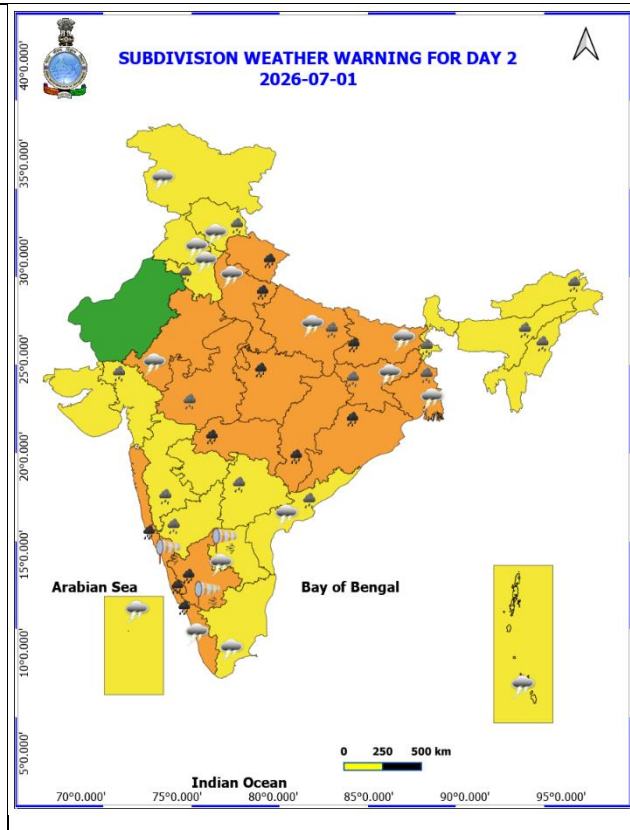 SUBDIVISION WEATHER WARNING FOR DAY 2
2026-07-01
40°0.000'
35°0.000'
30°0.000'
25°0.000'
20°0.000'
15°0.000'
10°0.000'
5°0.000'
Arabian Sea
Bay of Bengal
0 250 500 km
Indian Ocean
70°0.000' 75°0.000' 80°0.000' 85°0.000' 90°0.000' 95°0.000'